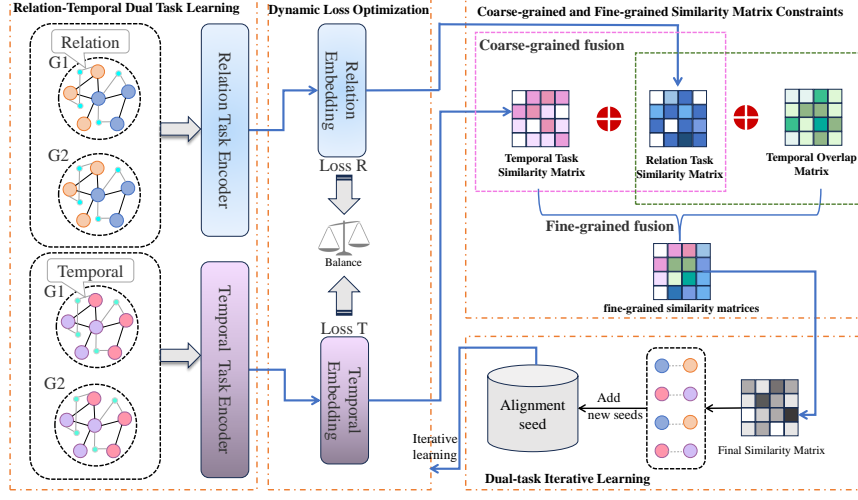 Relation-Temporal Dual Task Learning
Relation
G1
G2
Relation Task Encoder
Temporal
G1
G2
Temporal Task Encoder
Dynamic Loss Optimization
Relation
Embedding
Loss R
Balance
Loss T
Temporal
Embedding
Coarse-grained and Fine-grained Similarity Matrix Constraints
Coarse-grained fusion
Temporal Task
Similarity Matrix
Relation Task
Similarity Matrix
Temporal Overlap
Matrix
Fine-grained fusion
fine-grained similarity matrices
Iterative
learning
Alignment
seed
Add
new seeds
Final Similarity Matrix
Dual-task Iterative Learning